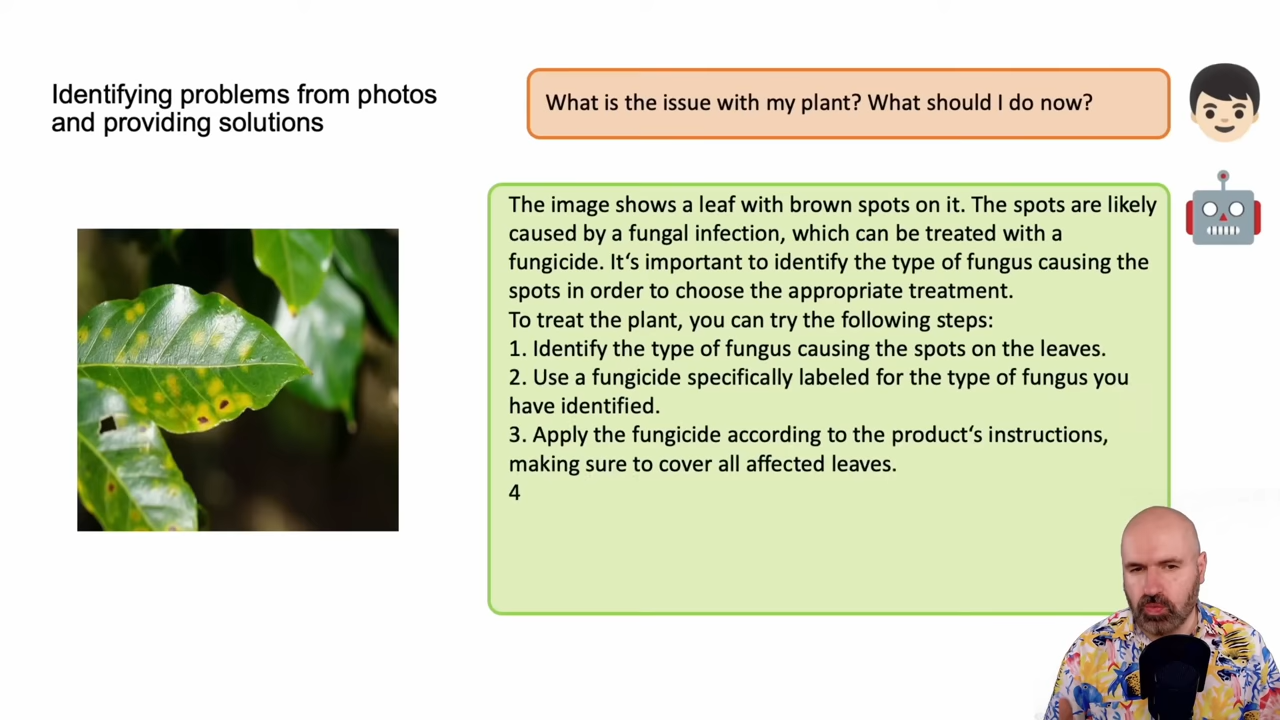 Identifying problems from photos
and providing solutions
What is the issue with my plant? What should I do now?
The image shows a leaf with brown spots on it. The spots are likely
caused by a fungal infection, which can be treated with a
fungicide. It‘s important to identify the type of fungus causing the
spots in order to choose the appropriate treatment.
To treat the plant, you can try the following steps:
1. Identify the type of fungus causing the spots on the leaves.
2. Use a fungicide specifically labeled for the type of fungus you
have identified.
3. Apply the fungicide according to the product‘s instructions,
making sure to cover all affected leaves.
4